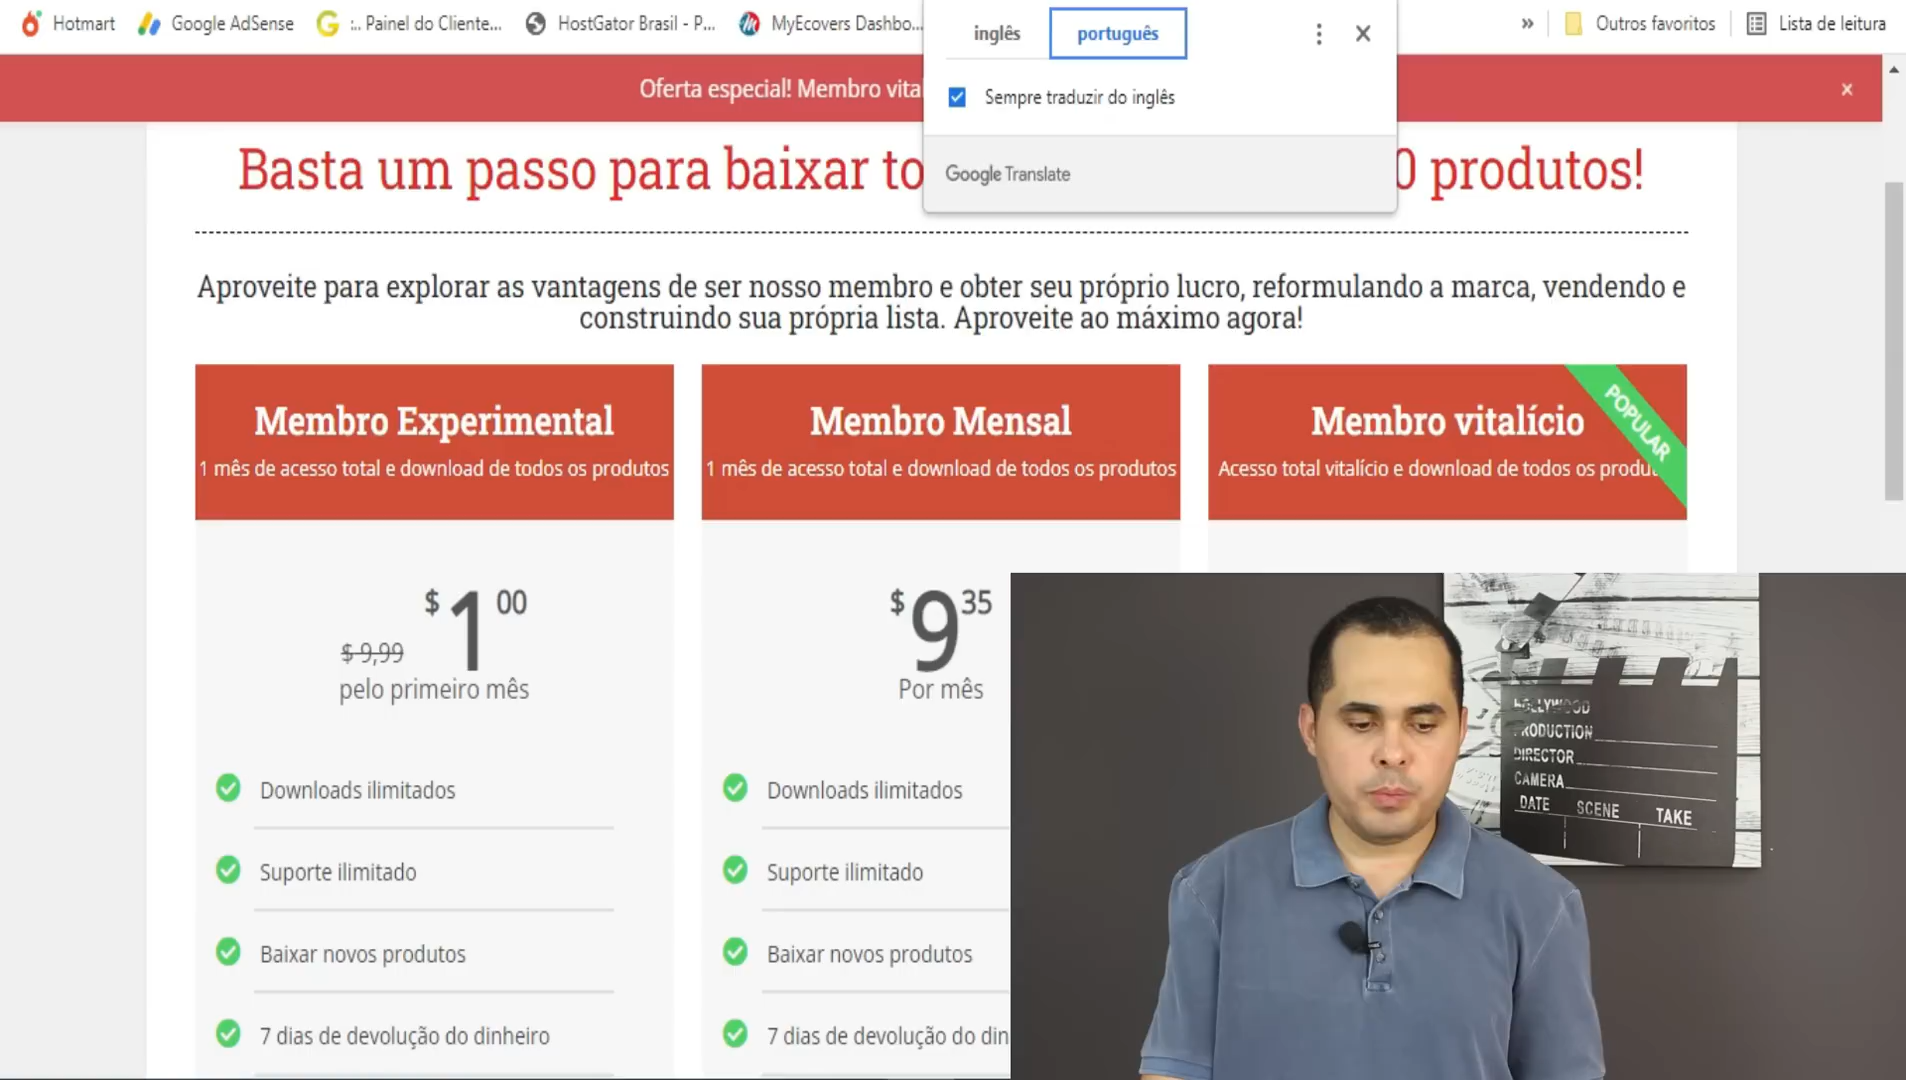 Hotmart
Google AdSense
:.. Painel do Cliente...
HostGator Brasil - P...
MyEcovers Dashbo...
»
Outros favoritos
Lista de leitura
inglês
português
Sempre traduzir do inglês
Google Translate
Oferta especial! Membro vita
x
Basta um passo para baixar to
0 produtos!
Aproveite para explorar as vantagens de ser nosso membro e obter seu próprio lucro, reformulando a marca, vendendo e
construindo sua própria lista. Aproveite ao máximo agora!
Membro Experimental
1 mês de acesso total e download de todos os produtos
$ 9,99
$ 1 00
pelo primeiro mês
Downloads ilimitados
Suporte ilimitado
Baixar novos produtos
7 dias de devolução do dinheiro
Membro Mensal
1 mês de acesso total e download de todos os produtos
$ 9 35
Por mês
Downloads ilimitados
Suporte ilimitado
Baixar novos produtos
7 dias de devolução do din
Membro vitalício
Acesso total vitalício e download de todos os produt
POPULAR
HOLLYWOOD
PRODUCTION
DIRECTOR
CAMERA
DATE SCENE TAKE